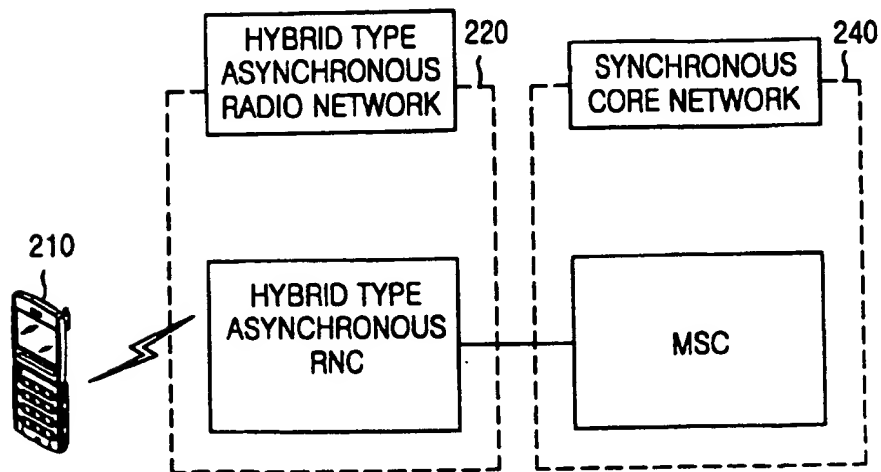 HYBRID TYPE
ASYNCHRONOUS
RADIO NETWORK
220
SYNCHRONOUS
CORE NETWORK
240
210
HYBRID TYPE
ASYNCHRONOUS
RNC
MSC